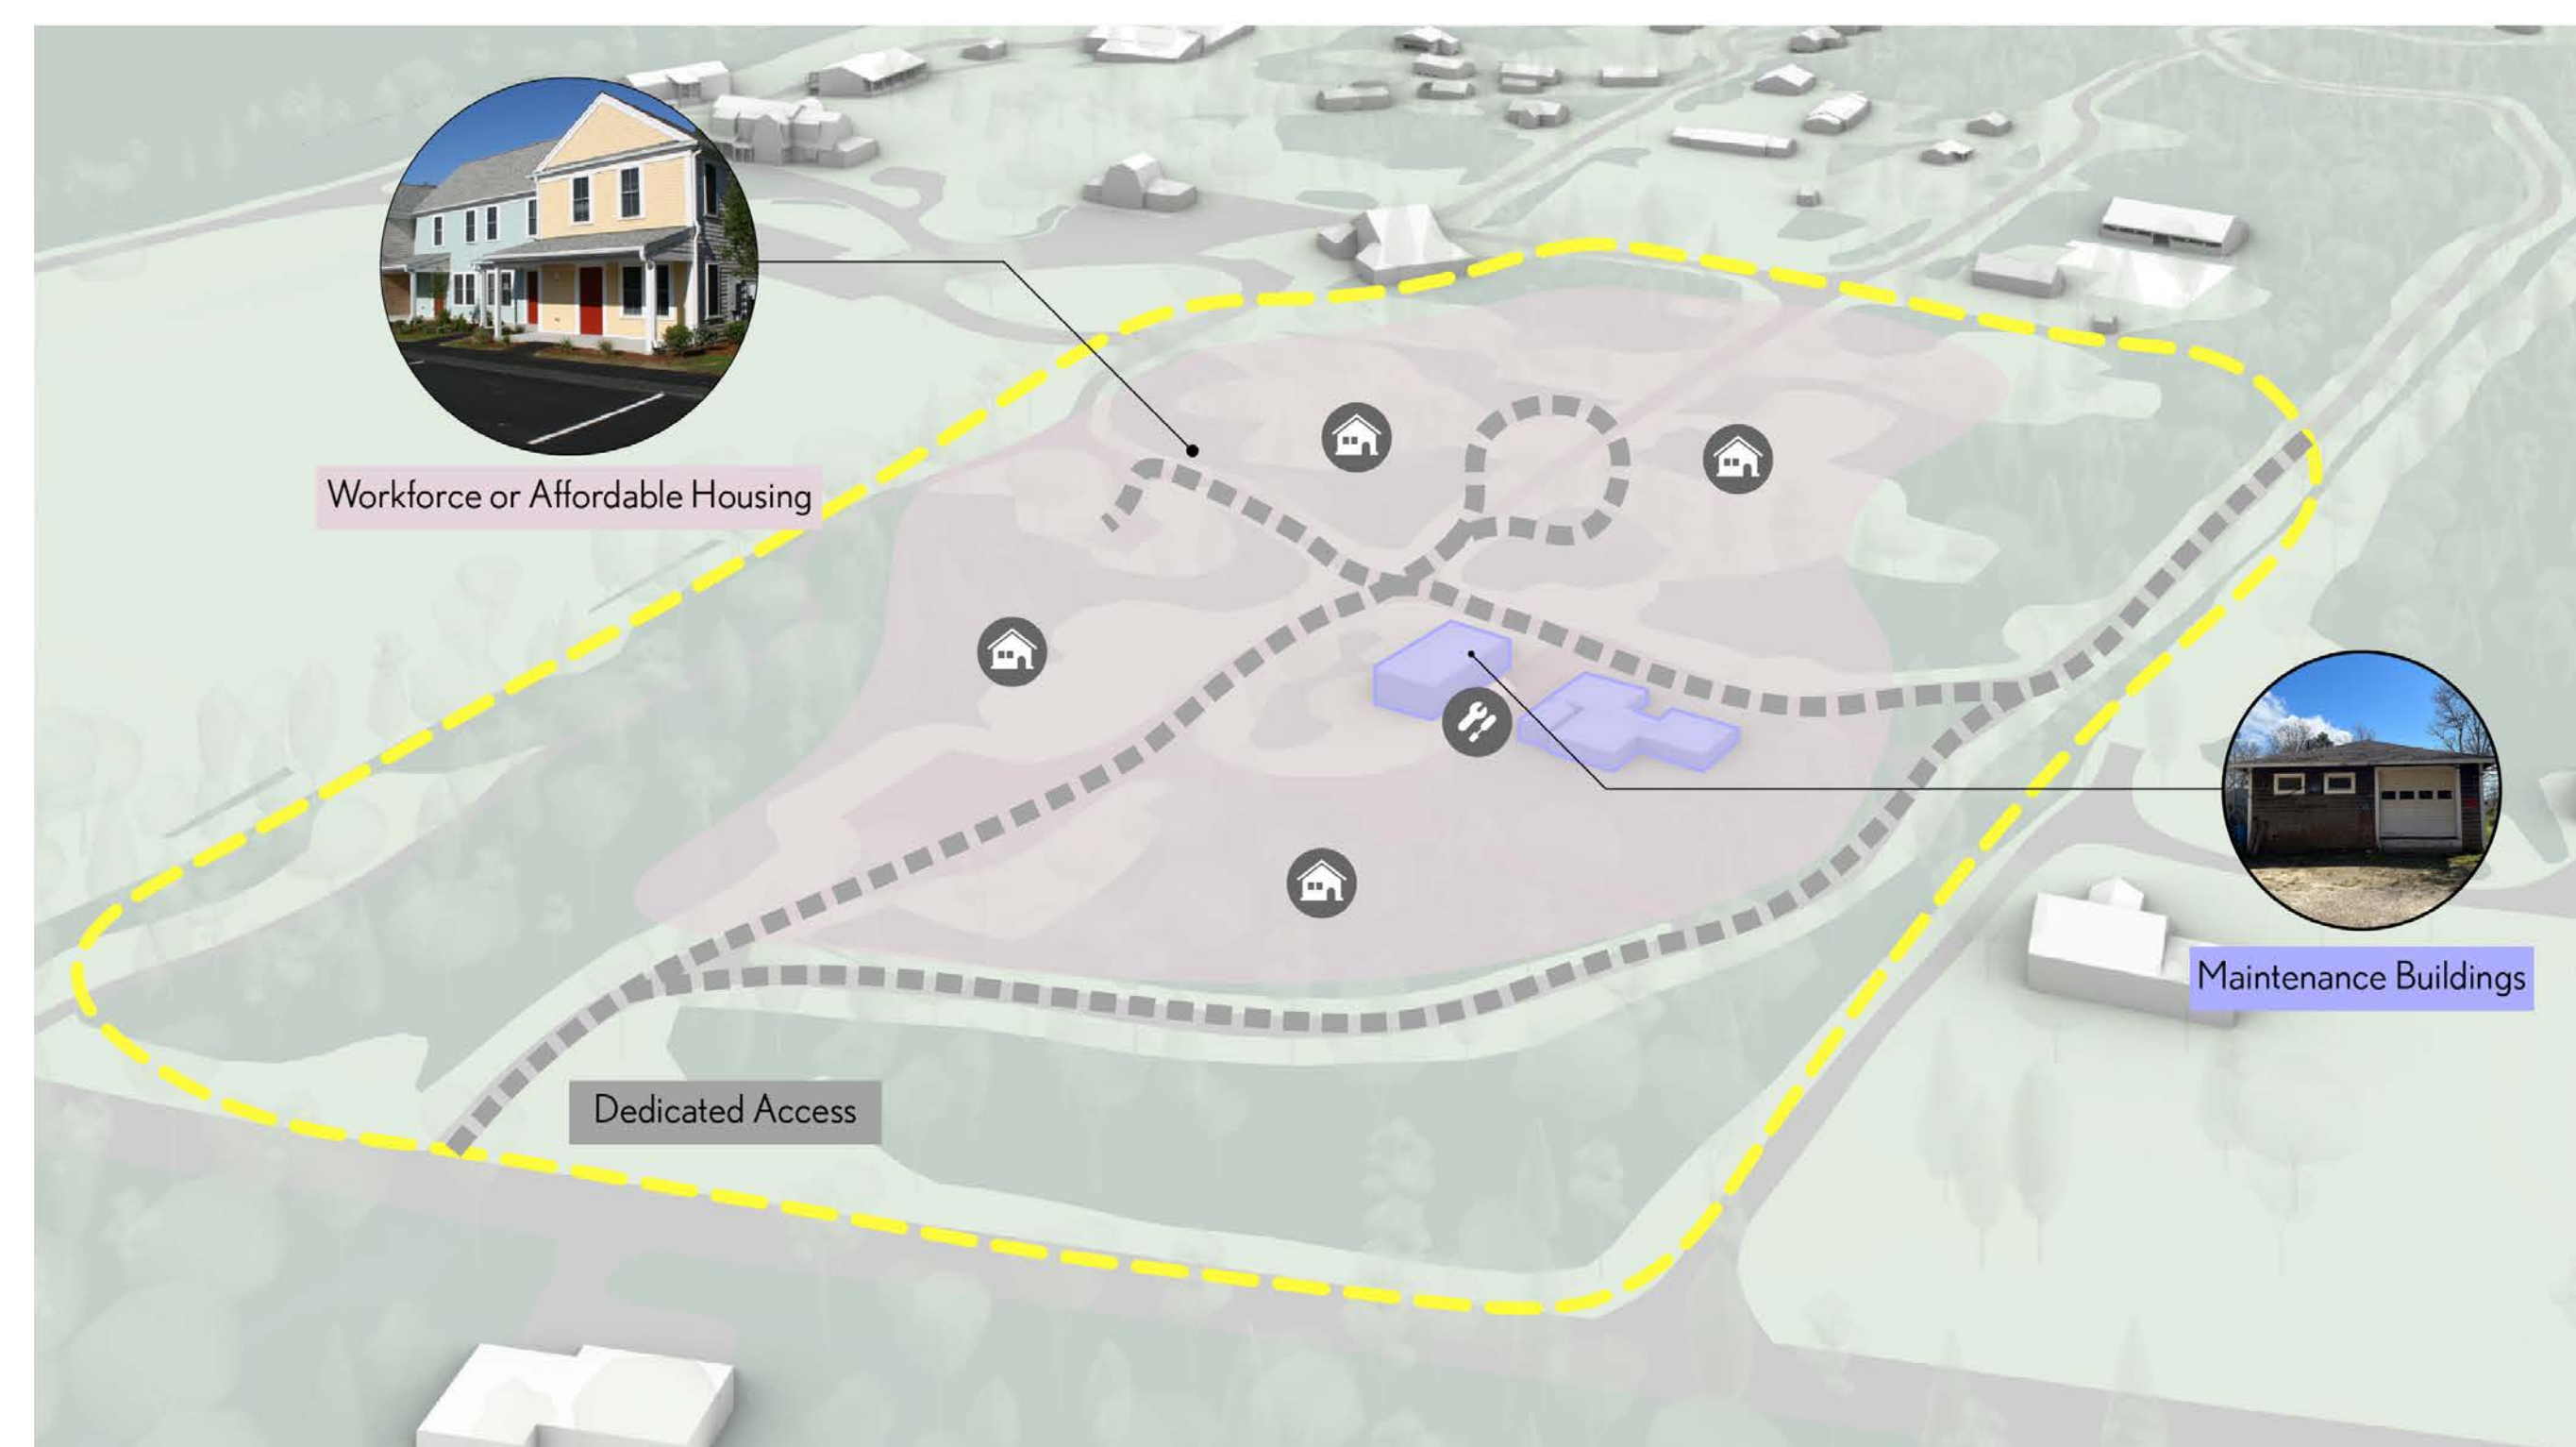 Workforce or Affordable Housing
Maintenance Buildings
Dedicated Access